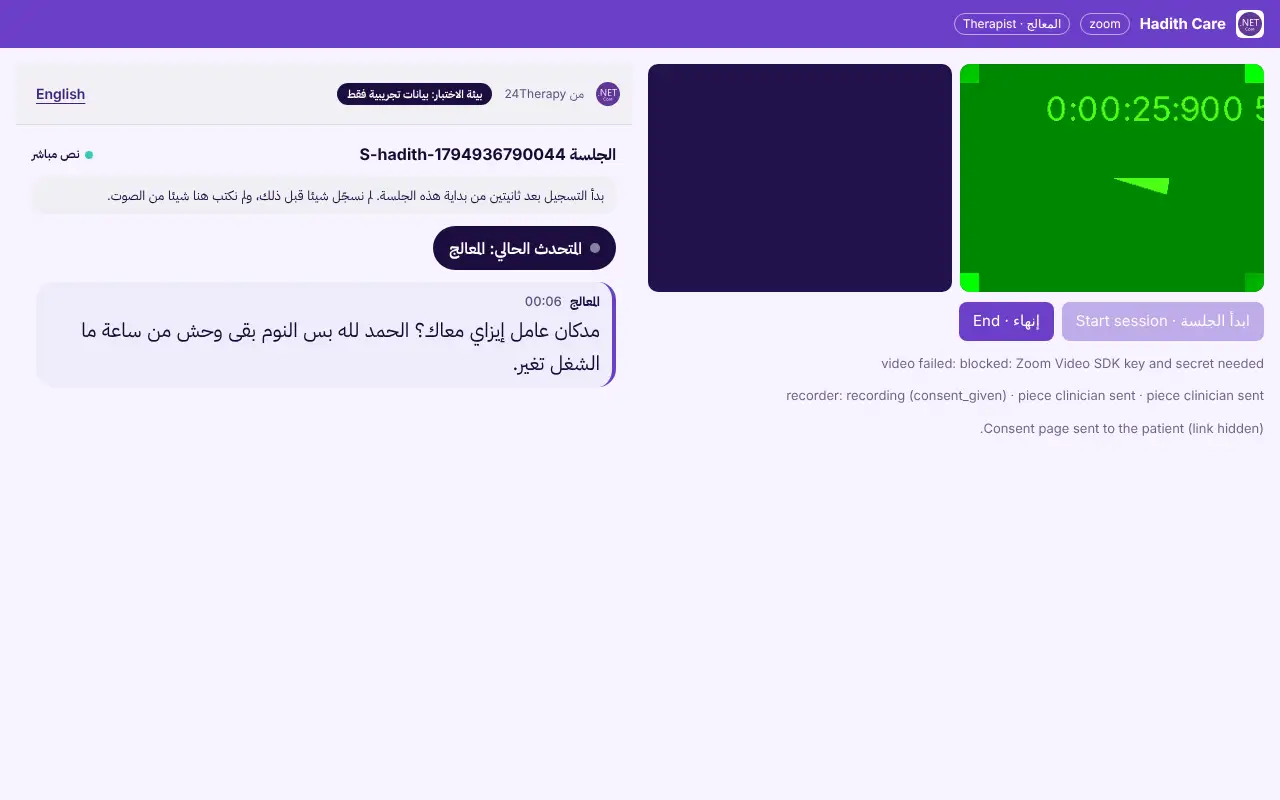 .NET
Care
Hadith Care
zoom
Therapist · المعالج
0:00:25:900 5
ابدأ الجلسة · Start session
إنهاء · End
video failed: blocked: Zoom Video SDK key and secret needed
recorder: recording (consent_given) · piece clinician sent · piece clinician sent
.Consent page sent to the patient (link hidden)
.NET
من 24Therapy
بيئة الاختبار: بيانات تجريبية فقط
English
الجلسة S-hadith-1794936790044
نص مباشر
بدأ التسجيل بعد ثانيتين من بداية هذه الجلسة. لم نسجّل شيئا قبل ذلك، ولم نكتب هنا شيئا من الصوت.
المتحدث الحالي: المعالج
المعالج 00:06
مدكان عامل إيزاي معاك؟ الحمد لله بس النوم بقى وحش من ساعة ما
الشغل تغير.